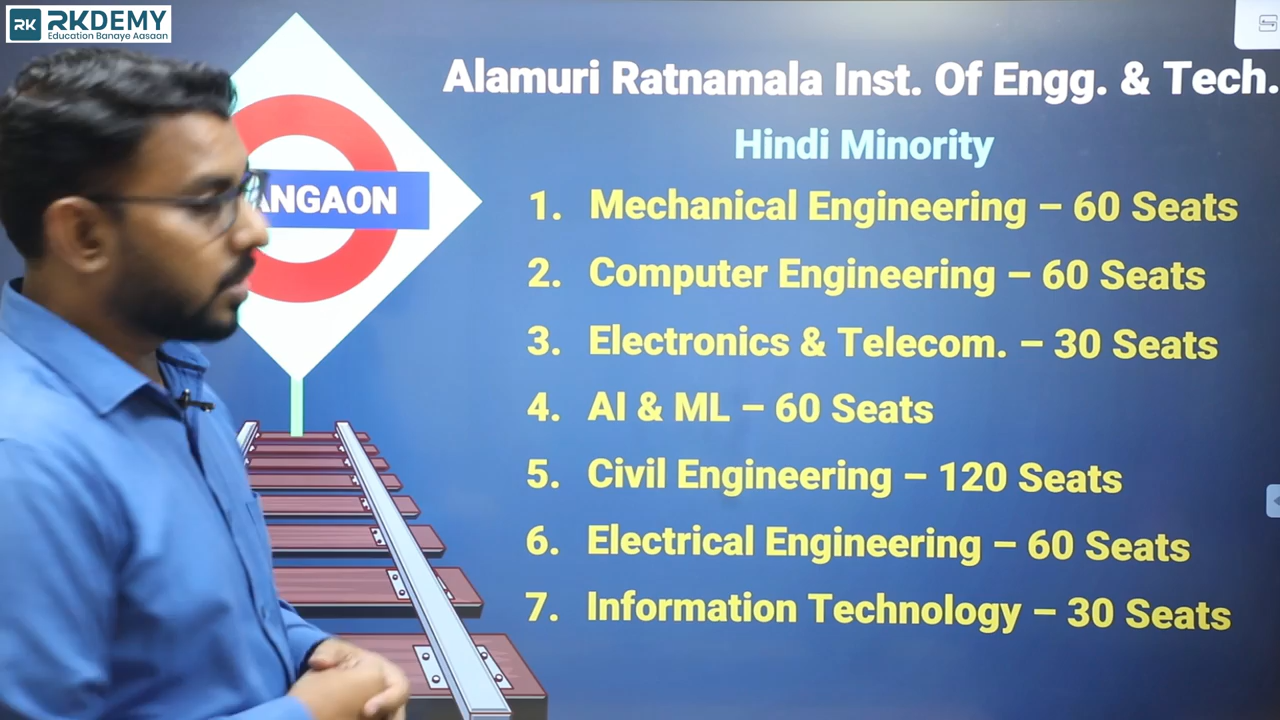 RK RKDEMY
Education Banaye Aasaan
Alamuri Ratnamala Inst. Of Engg. & Tech.
Hindi Minority
1. Mechanical Engineering – 60 Seats
2. Computer Engineering – 60 Seats
3. Electronics & Telecom. – 30 Seats
4. AI & ML – 60 Seats
5. Civil Engineering – 120 Seats
6. Electrical Engineering – 60 Seats
7. Information Technology – 30 Seats